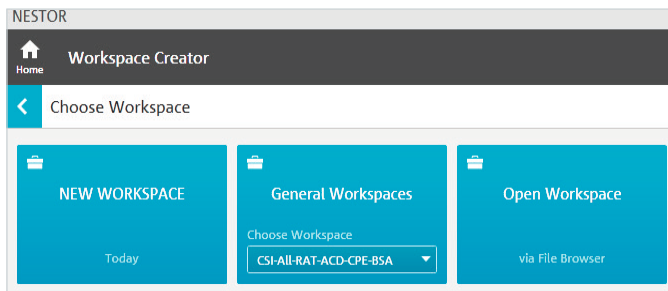 NESTOR
Home
Workspace Creator
Choose Workspace
NEW WORKSPACE
Today
General Workspaces
Choose Workspace
CSI-All-RAT-ACD-CPE-BSA
Open Workspace
via File Browser